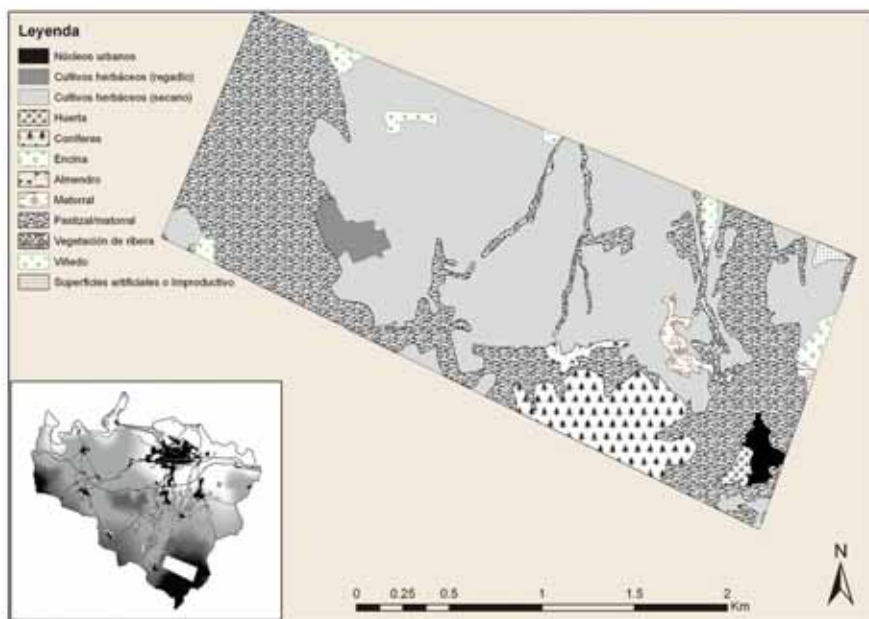 Leyenda
Núcleos urbanos
Cultivos herbáceos (regadío)
Cultivos herbáceos (secano)
Huerta
Coníferas
Encina
Almendro
Matorral
Pastizal/matorral
Vegetación de ribera
Viñedo
Superficies artificiales o Improductivo
N
0 0.25 0.5 1 1.5 2
Km